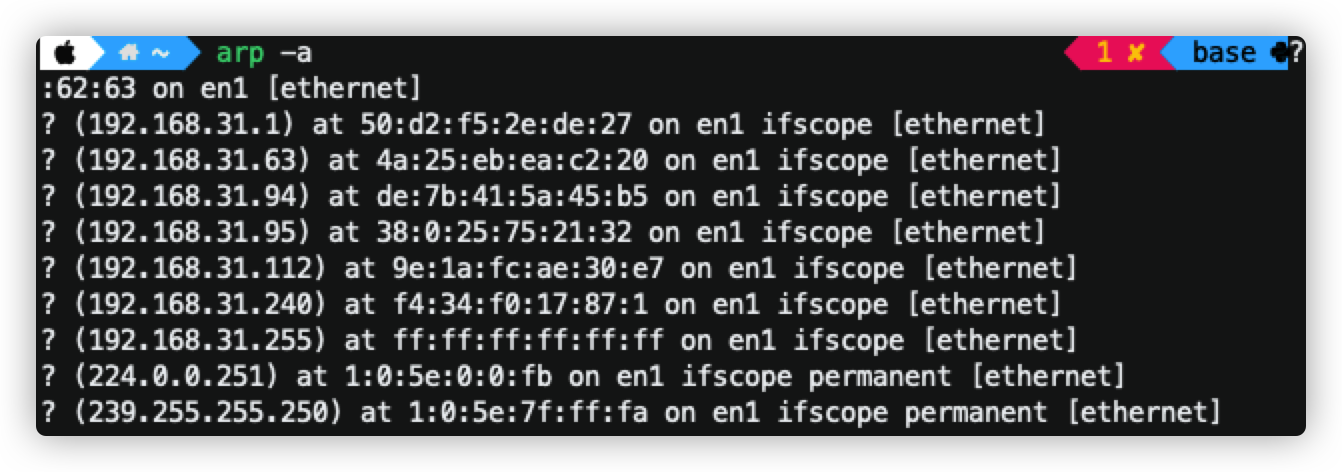 ~ arp -a 1 ✘ base ?
:62:63 on en1 [ethernet]
? (192.168.31.1) at 50:d2:f5:2e:de:27 on en1 ifscope [ethernet]
? (192.168.31.63) at 4a:25:eb:ea:c2:20 on en1 ifscope [ethernet]
? (192.168.31.94) at de:7b:41:5a:45:b5 on en1 ifscope [ethernet]
? (192.168.31.95) at 38:0:25:75:21:32 on en1 ifscope [ethernet]
? (192.168.31.112) at 9e:1a:fc:ae:30:e7 on en1 ifscope [ethernet]
? (192.168.31.240) at f4:34:f0:17:87:1 on en1 ifscope [ethernet]
? (192.168.31.255) at ff:ff:ff:ff:ff:ff on en1 ifscope [ethernet]
? (224.0.0.251) at 1:0:5e:0:0:fb on en1 ifscope permanent [ethernet]
? (239.255.255.250) at 1:0:5e:7f:ff:fa on en1 ifscope permanent [ethernet]